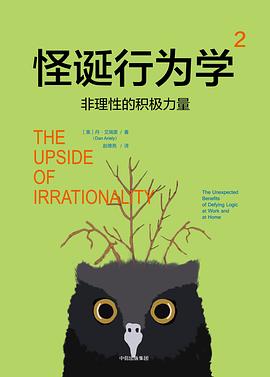 怪诞行为学2
非理性的积极力量
[美] 丹·艾瑞里 著
(Dan Ariely)
赵德亮 译
THE
UPSIDE
OF
IRRATIONALITY
The Unexpected
Benefits
of Defying Logic
at Work and
at Home
中信出版集团